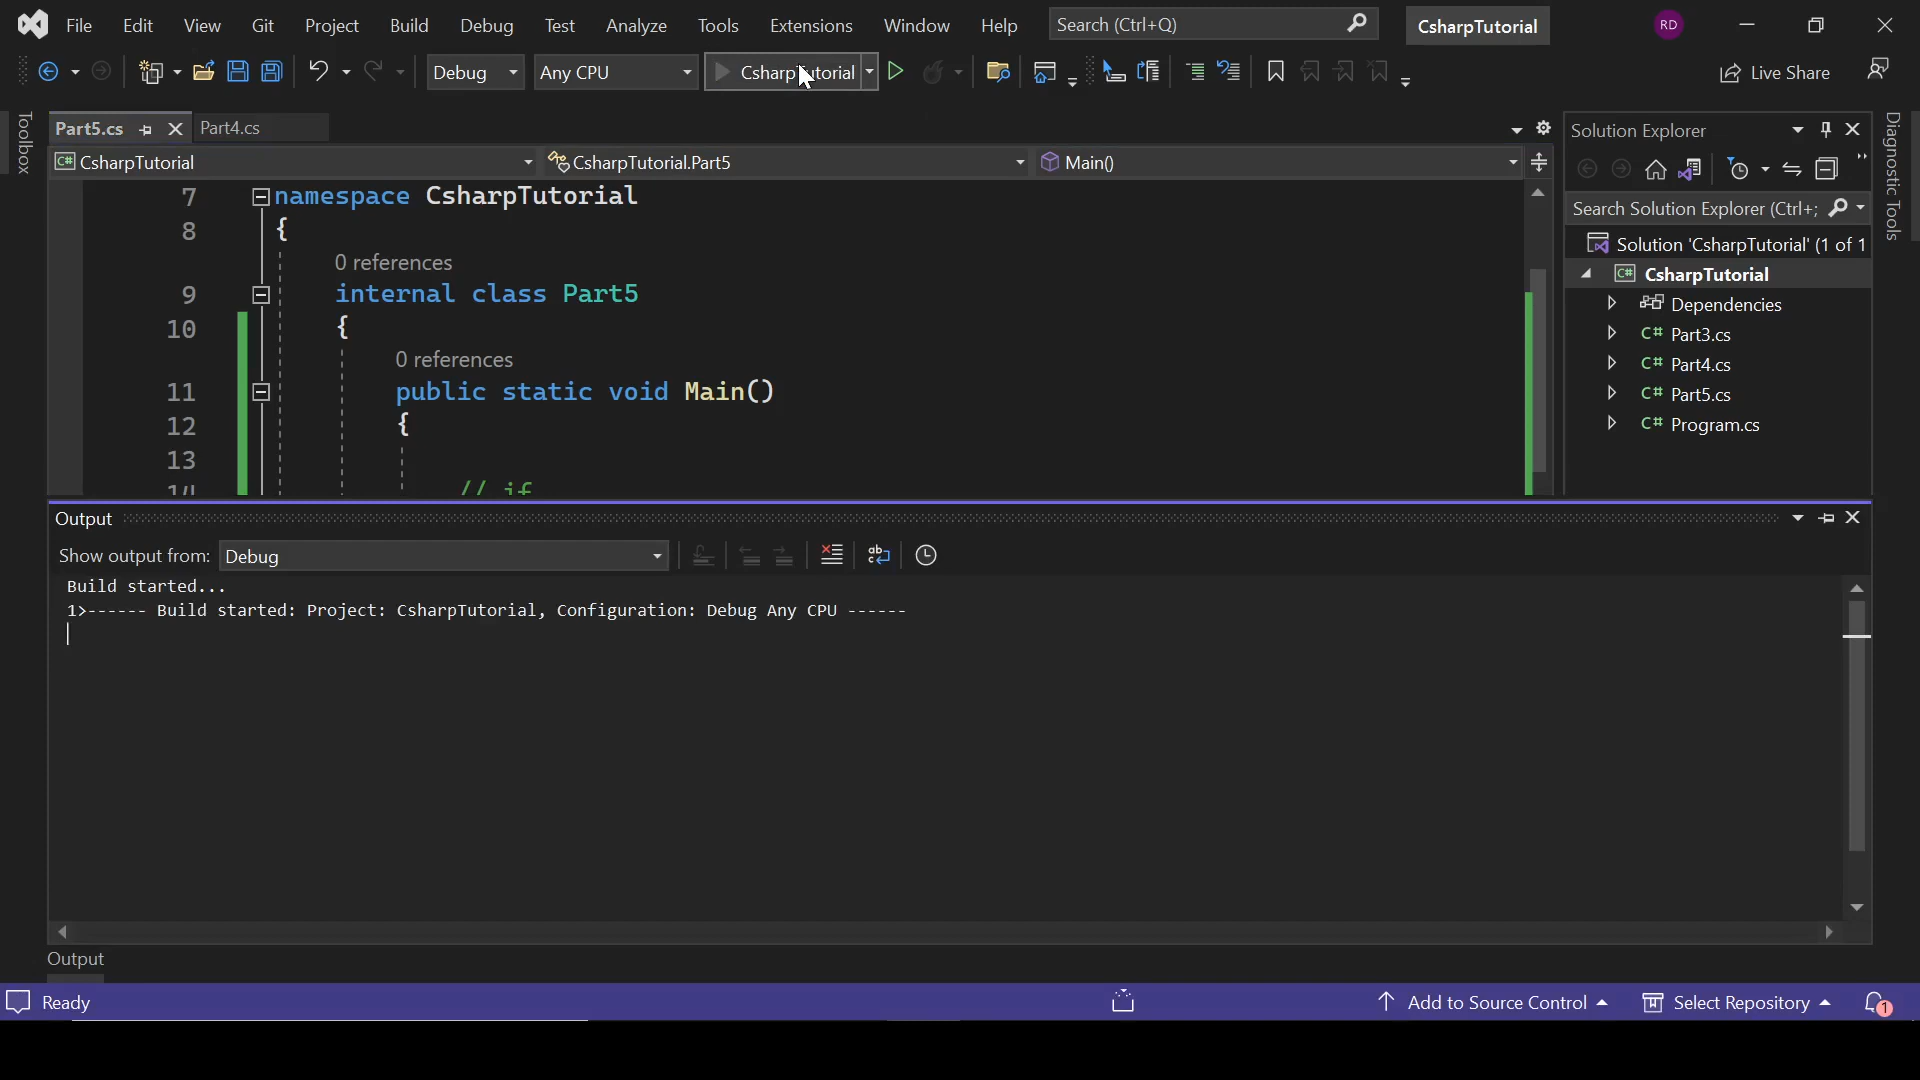 File Edit View Git Project Build Debug Test Analyze Tools Extensions Window Help Search (Ctrl+Q) CsharpTutorial RD
Debug Any CPU CsharpTutorial Live Share
Toolbox
Part5.cs Part4.cs
CsharpTutorial CsharpTutorial.Part5 Main()
7 namespace CsharpTutorial
8 {
0 references
9 internal class Part5
10 {
0 references
11 public static void Main()
12 {
13
14 // if
Solution Explorer
Search Solution Explorer (Ctrl+;
Solution 'CsharpTutorial' (1 of 1
C# CsharpTutorial
Dependencies
C# Part3.cs
C# Part4.cs
C# Part5.cs
C# Program.cs
Diagnostic Tools
Output
Show output from: Debug
Build started...
1>------ Build started: Project: CsharpTutorial, Configuration: Debug Any CPU ------
Output
Ready Add to Source Control Select Repository 1